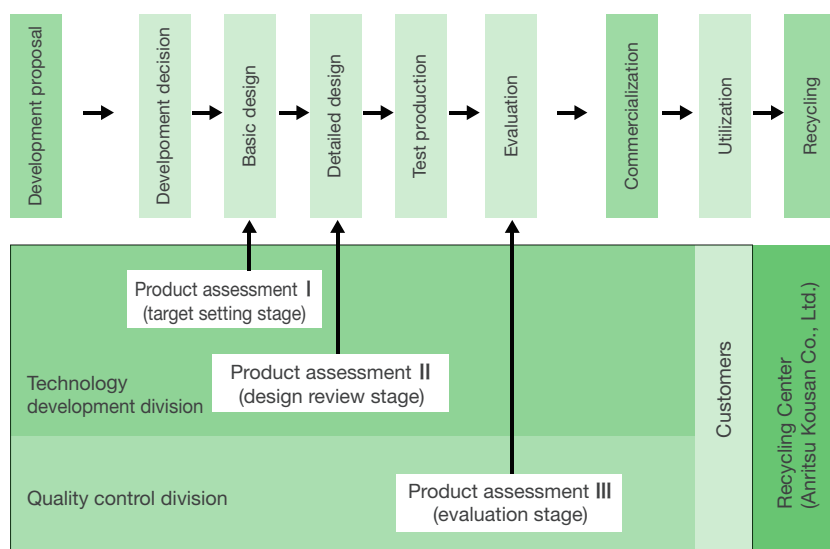 Development proposal
Develpoment decision
Basic design
Detailed design
Test production
Evaluation
Commercialization
Utilization
Recycling
Product assessment I
(target setting stage)
Product assessment II
(design review stage)
Technology
development division
Product assessment III
(evaluation stage)
Quality control division
Customers
Recycling Center
(Anritsu Kousan Co., Ltd.)